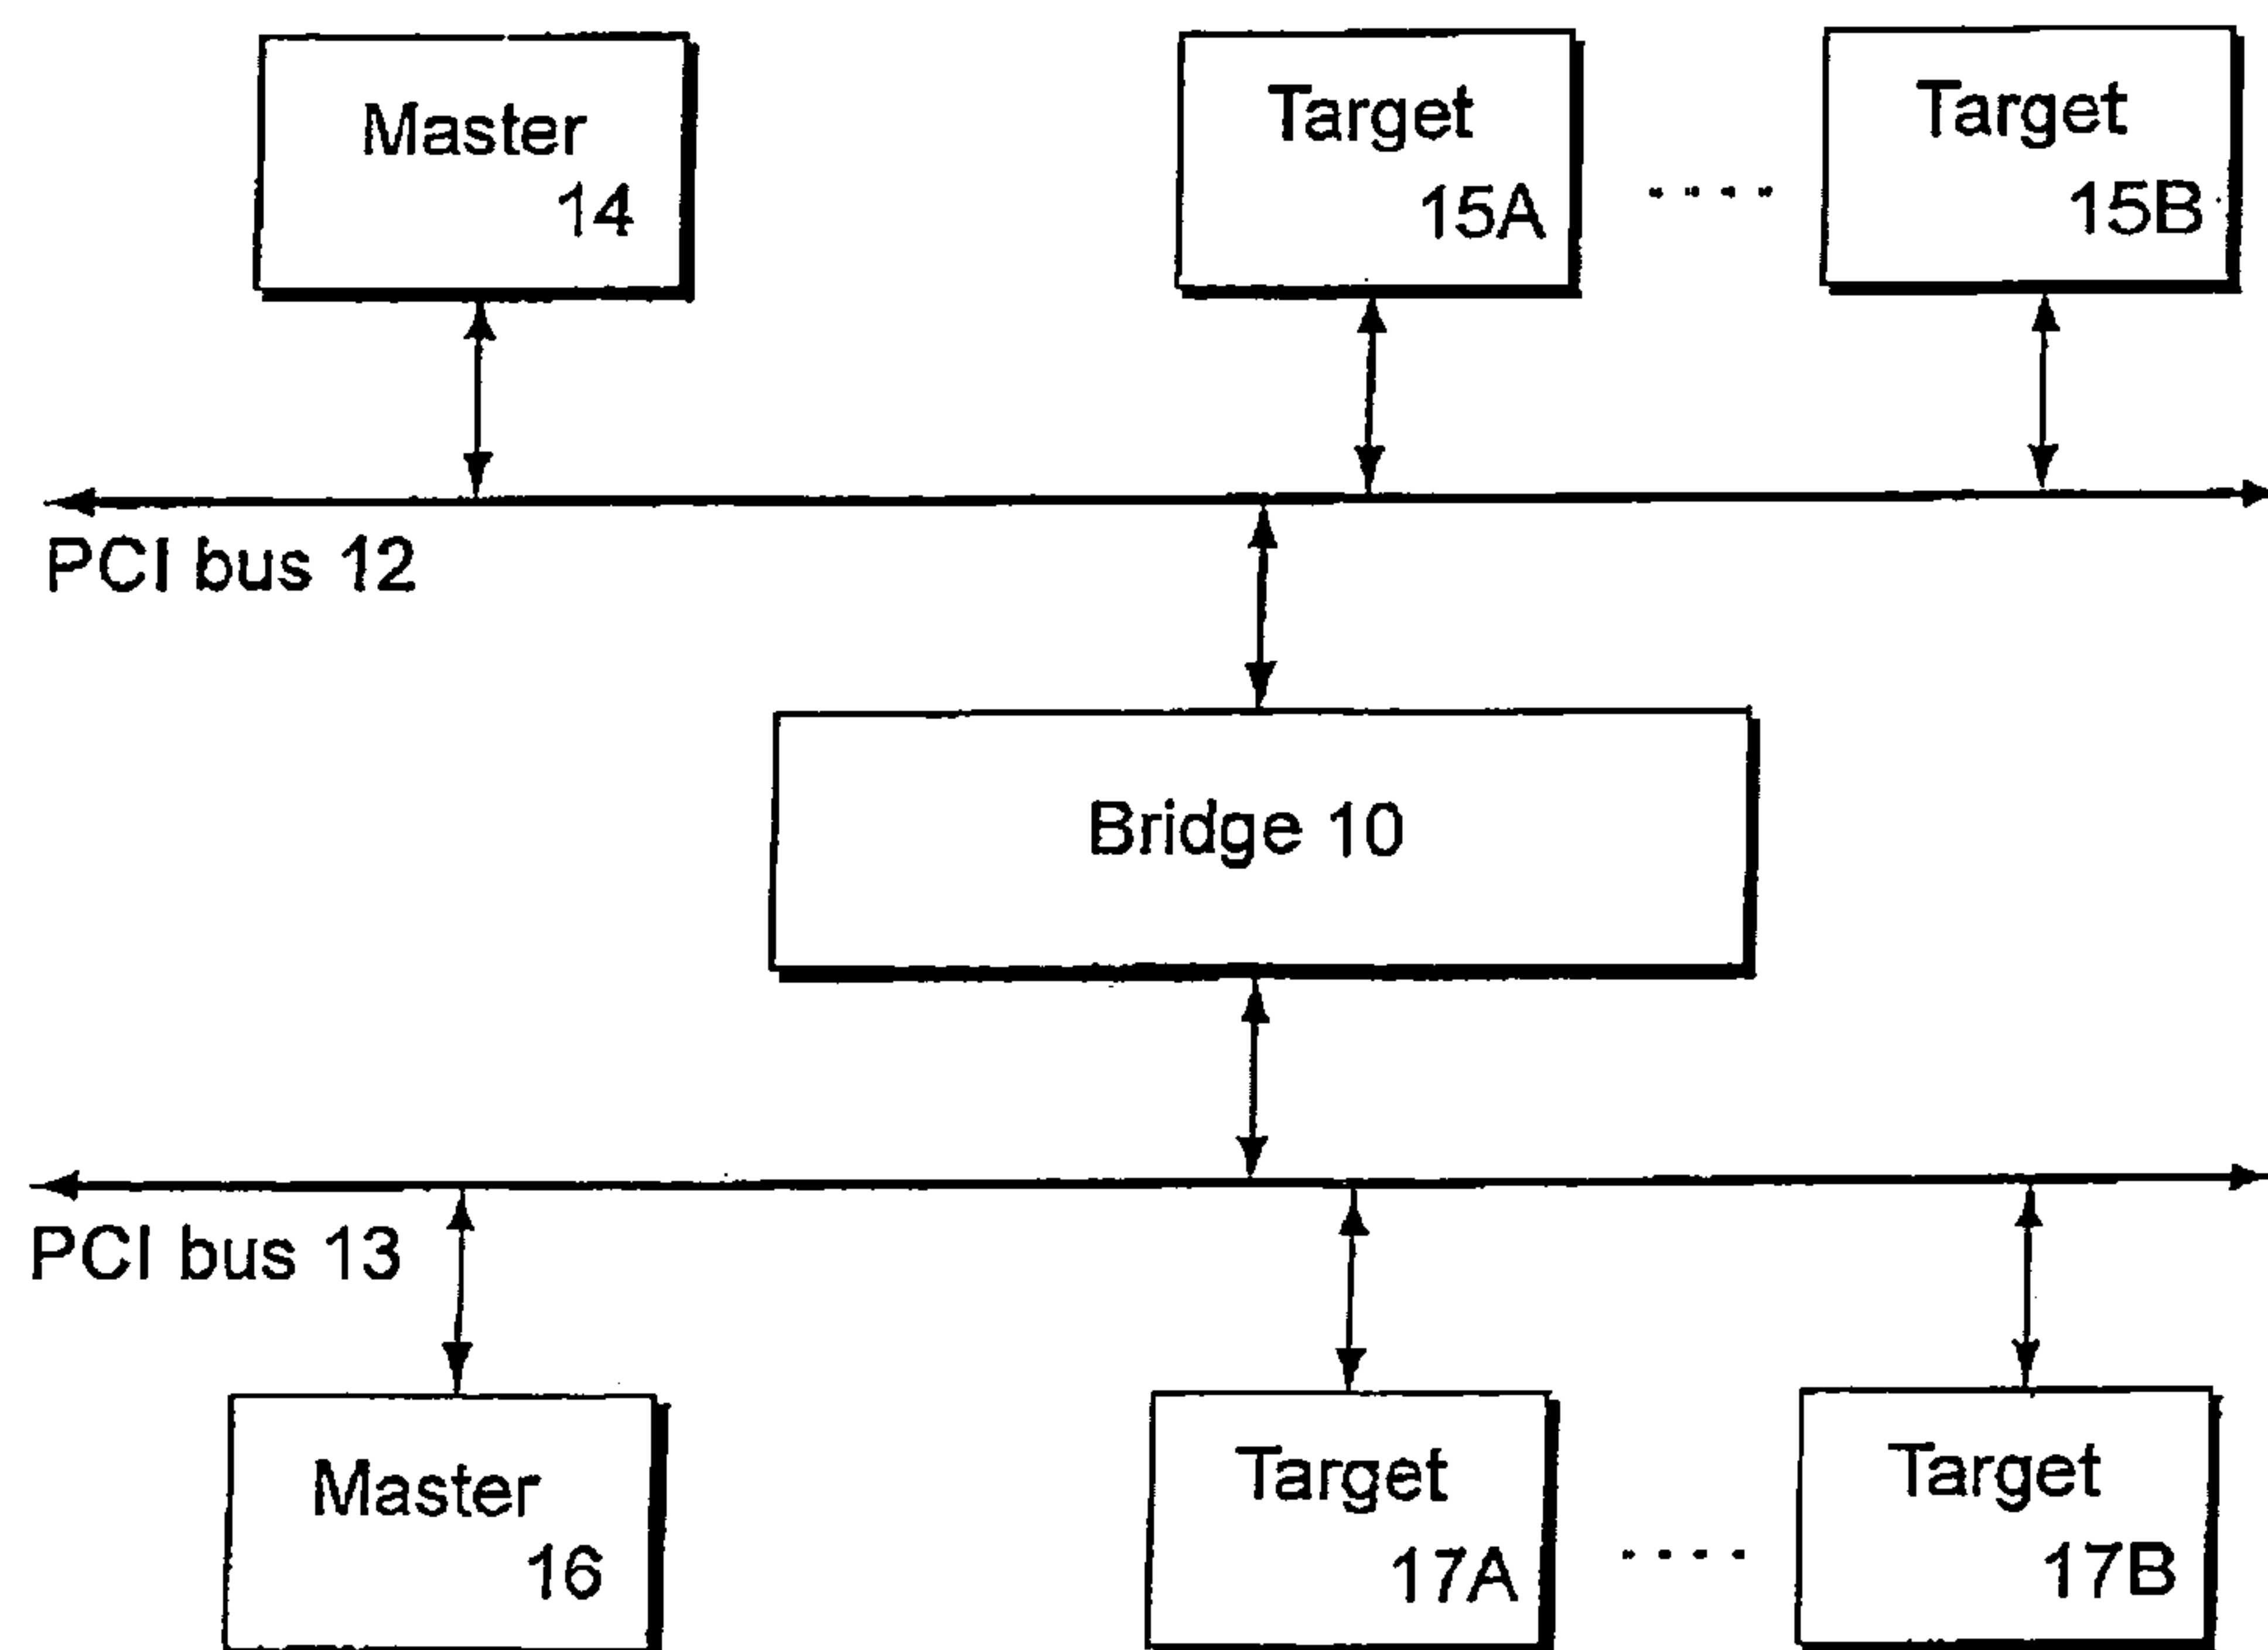 Master
14
Target
15A
Target
15B
PCI bus 12
Bridge 10
PCI bus 13
Master
16
Target
17A
Target
17B